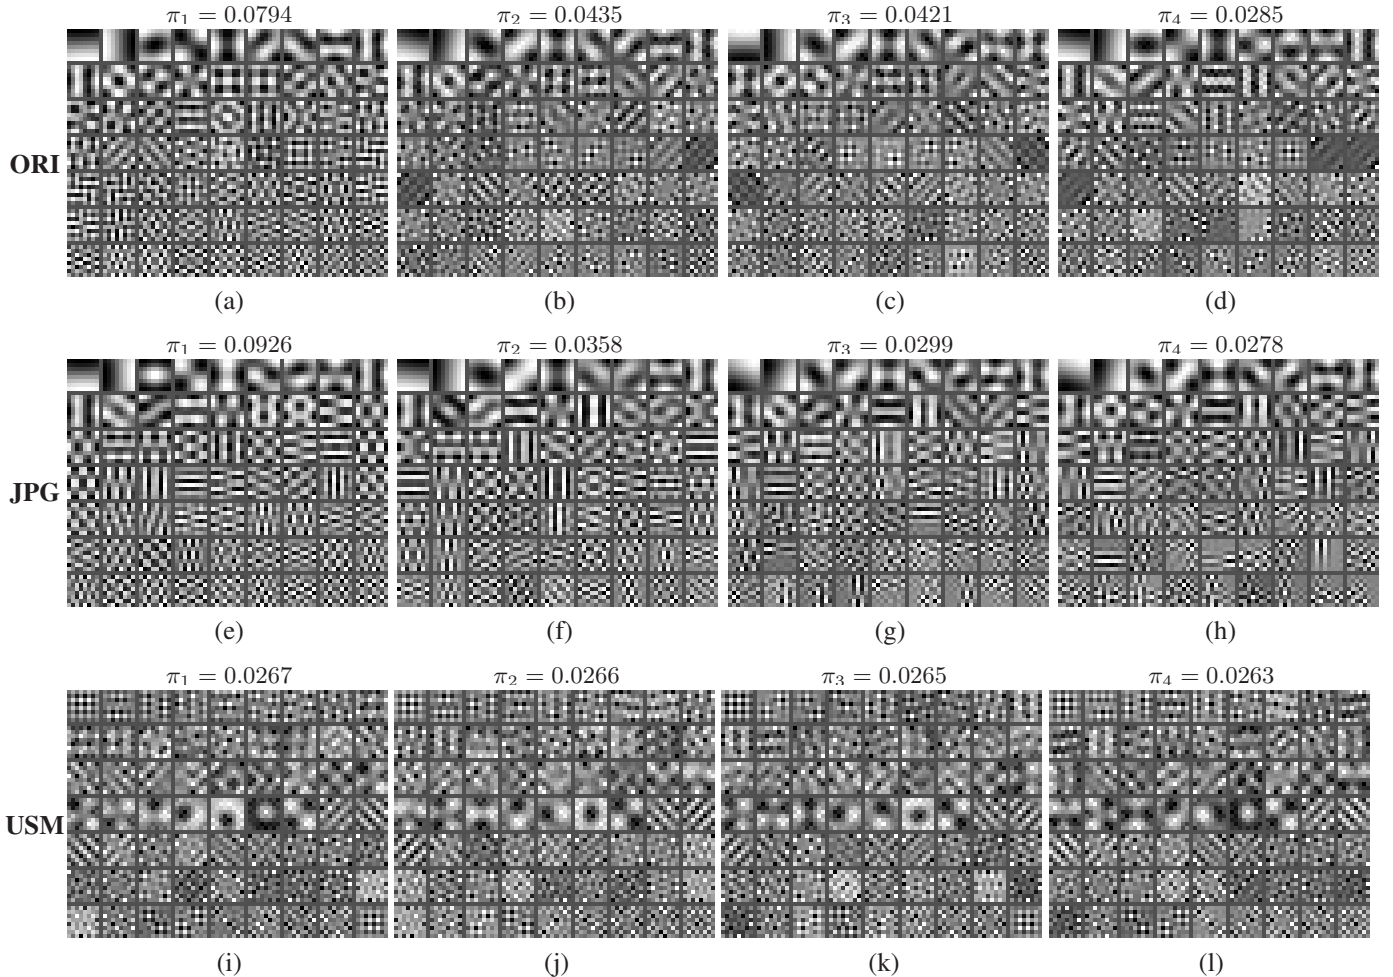 π₁ = 0.0794 π₂ = 0.0435 π₃ = 0.0421 π₄ = 0.0285
ORI
(a) (b) (c) (d)
π₁ = 0.0926 π₂ = 0.0358 π₃ = 0.0299 π₄ = 0.0278
JPG
(e) (f) (g) (h)
π₁ = 0.0267 π₂ = 0.0266 π₃ = 0.0265 π₄ = 0.0263
USM
(i) (j) (k) (l)